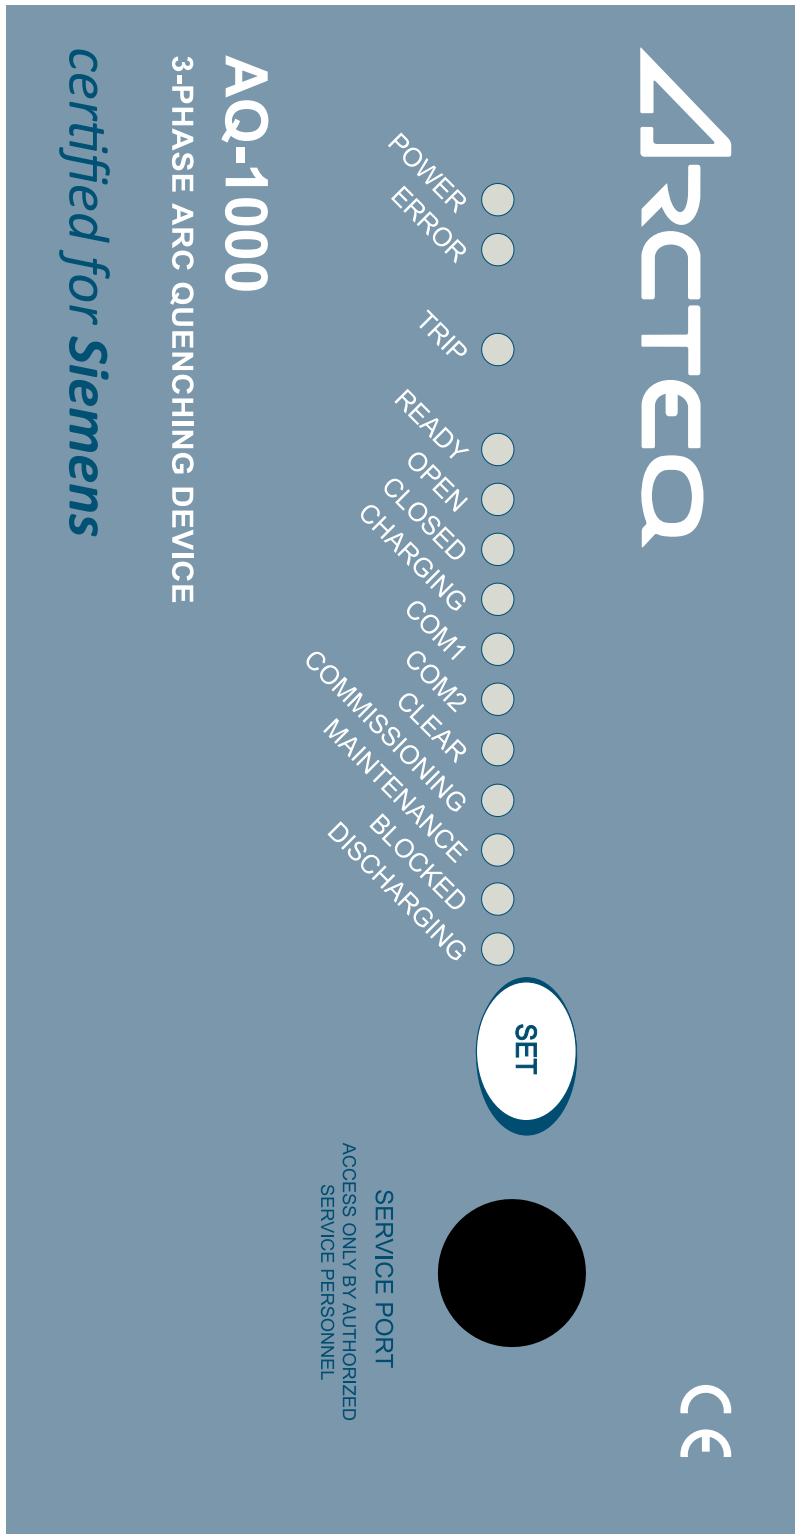 ARCTEQ
POWER
ERROR
TRIP
READY
OPEN
CLOSED
CHARGING
COM1
COM2
CLEAR
COMMISSIONING
MAINTENANCE
BLOCKED
DISCHARGING
SET
SERVICE PORT
ACCESS ONLY BY AUTHORIZED
SERVICE PERSONNEL
AQ-1000
3-PHASE ARC QUENCHING DEVICE
certified for Siemens
CE